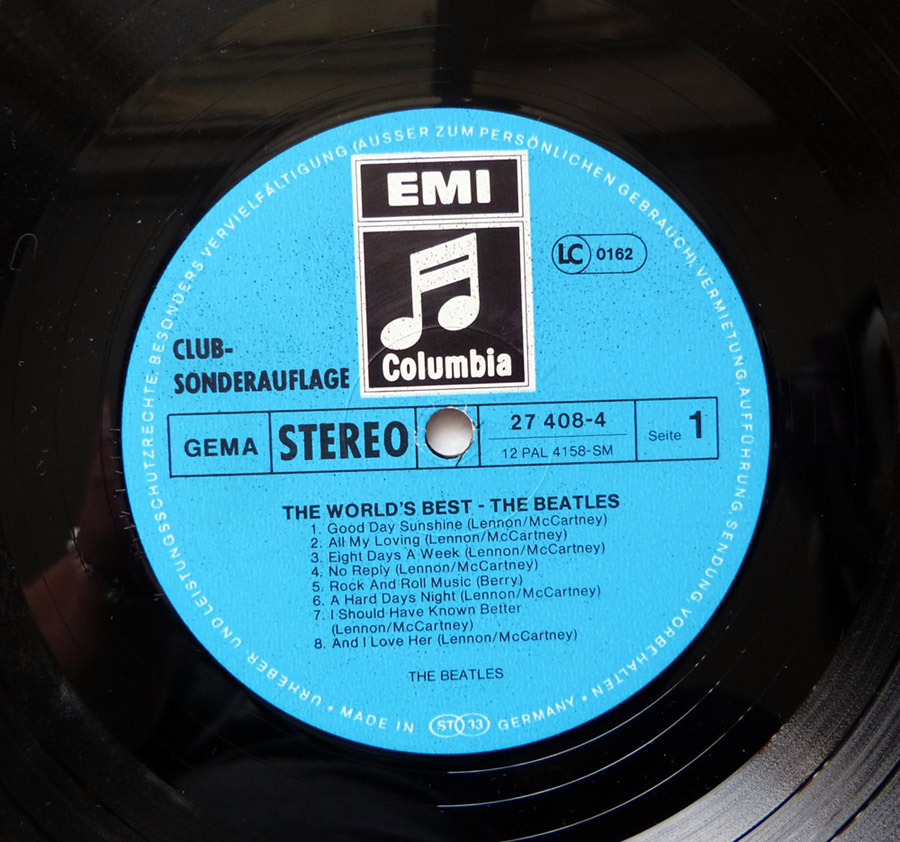 URHEBER- UND LEISTUNGSSCHUTZRECHTE, BESONDERS VERVIELFÄLTIGUNG (AUSSER ZUM PERSÖNLICHEN GEBRAUCH), VERMIETUNG, AUFFÜHRUNG, SENDUNG VORBEHALTEN • MADE IN ST 33 GERMANY •
EMI
LC 0162
Columbia
CLUB-
SONDERAUFLAGE
GEMA STEREO 27 408-4 Seite 1
12 PAL 4158-SM
THE WORLD'S BEST - THE BEATLES
1. Good Day Sunshine (Lennon/McCartney)
2. All My Loving (Lennon/McCartney)
3. Eight Days A Week (Lennon/McCartney)
4. No Reply (Lennon/McCartney)
5. Rock And Roll Music (Berry)
6. A Hard Days Night (Lennon/McCartney)
7. I Should Have Known Better
(Lennon/McCartney)
8. And I Love Her (Lennon/McCartney)
THE BEATLES